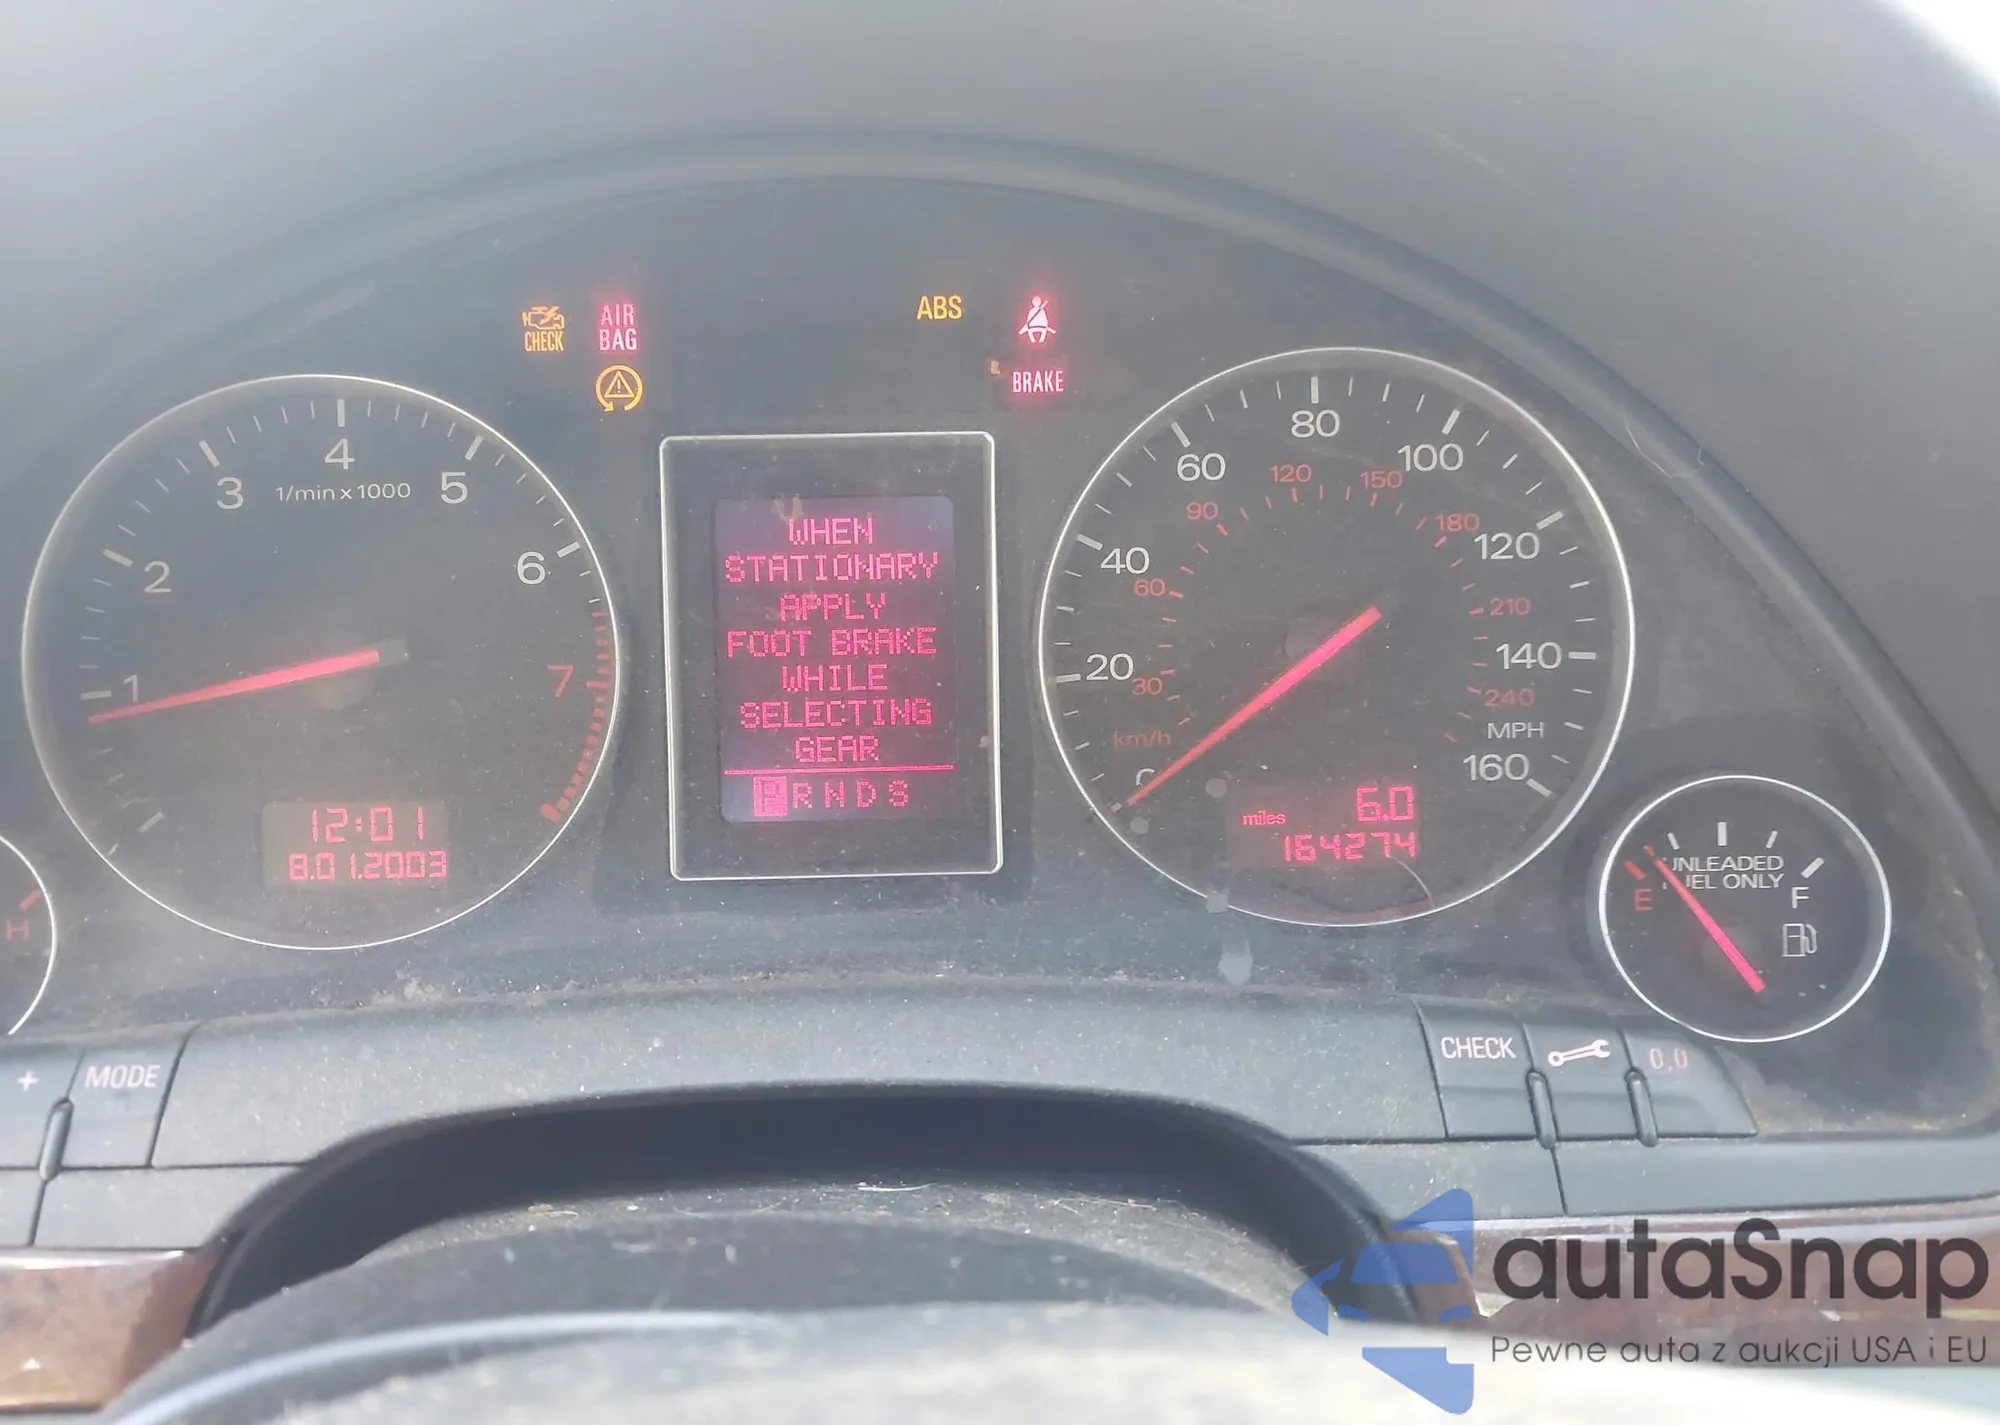 CHECK
AIR
BAG
ABS
BRAKE
1
2
3
4
5
6
7
1/min x 1000
12:01
8.01.2003
WHEN
STATIONARY
APPLY
FOOT BRAKE
WHILE
SELECTING
GEAR
P R N D S
20
40
60
80
100
120
140
160
MPH
30
60
90
120
150
180
210
240
km/h
miles
6.0
164274
UNLEADED
FUEL ONLY
E
F
H
+
MODE
CHECK
0,0
autaSnap
Pewne auta z aukcji USA i EU